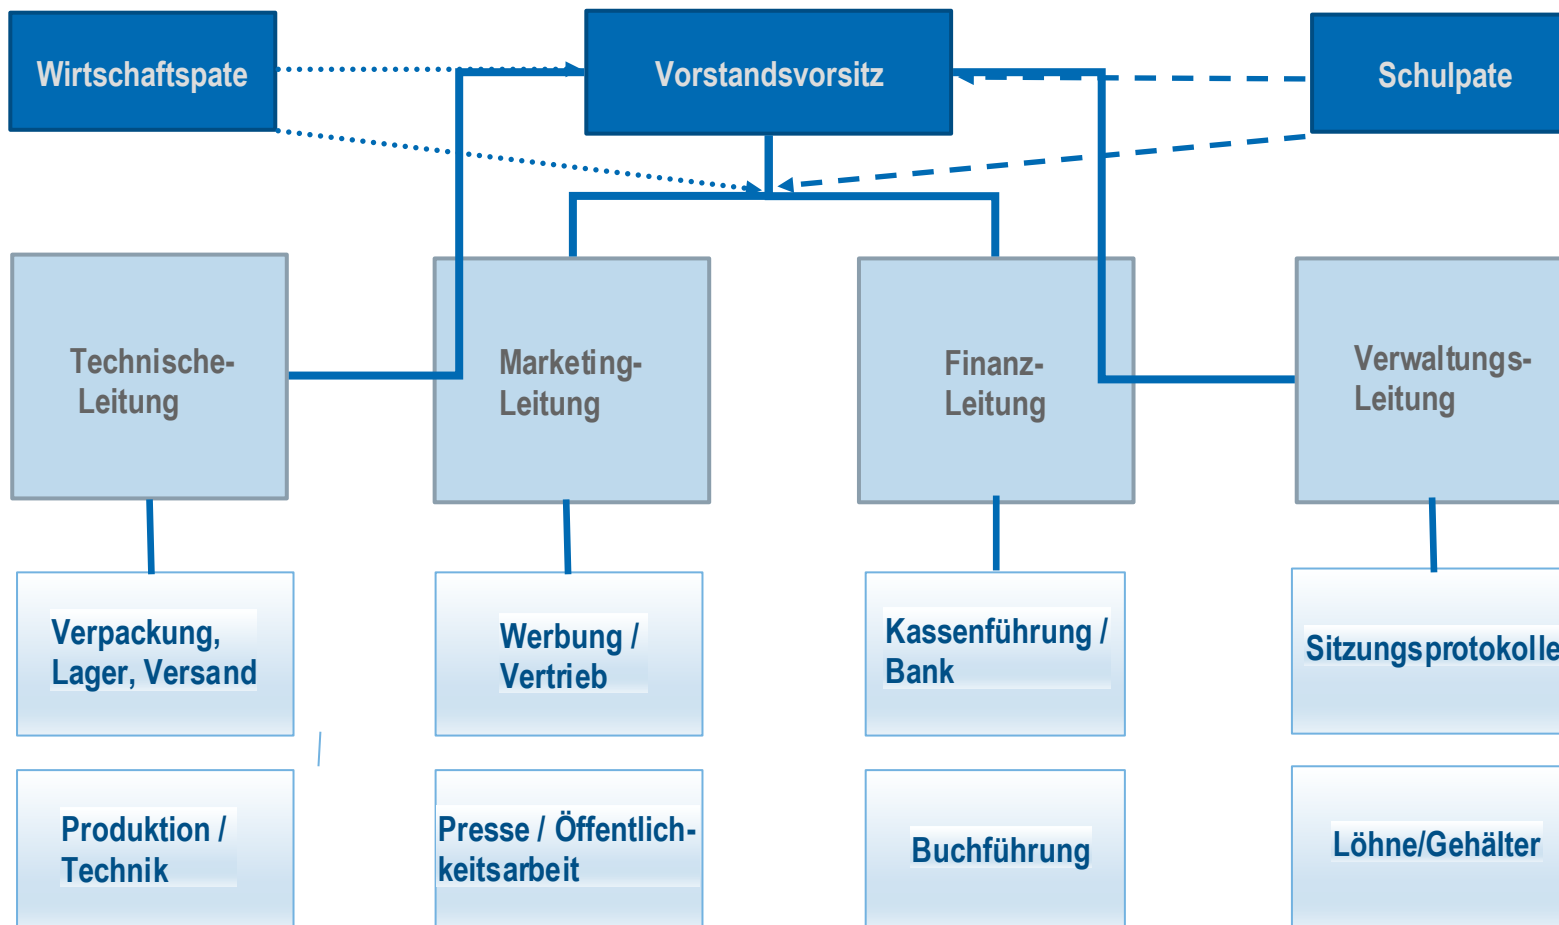 Wirtschaftspate
Vorstandsvorsitz
Schulpate
Technische-
Leitung
Marketing-
Leitung
Finanz-
Leitung
Verwaltungs-
Leitung
Verpackung,
Lager, Versand
Werbung /
Vertrieb
Kassenführung /
Bank
Sitzungsprotokolle
Produktion /
Technik
Presse / Öffentlich-
keitsarbeit
Buchführung
Löhne/Gehälter